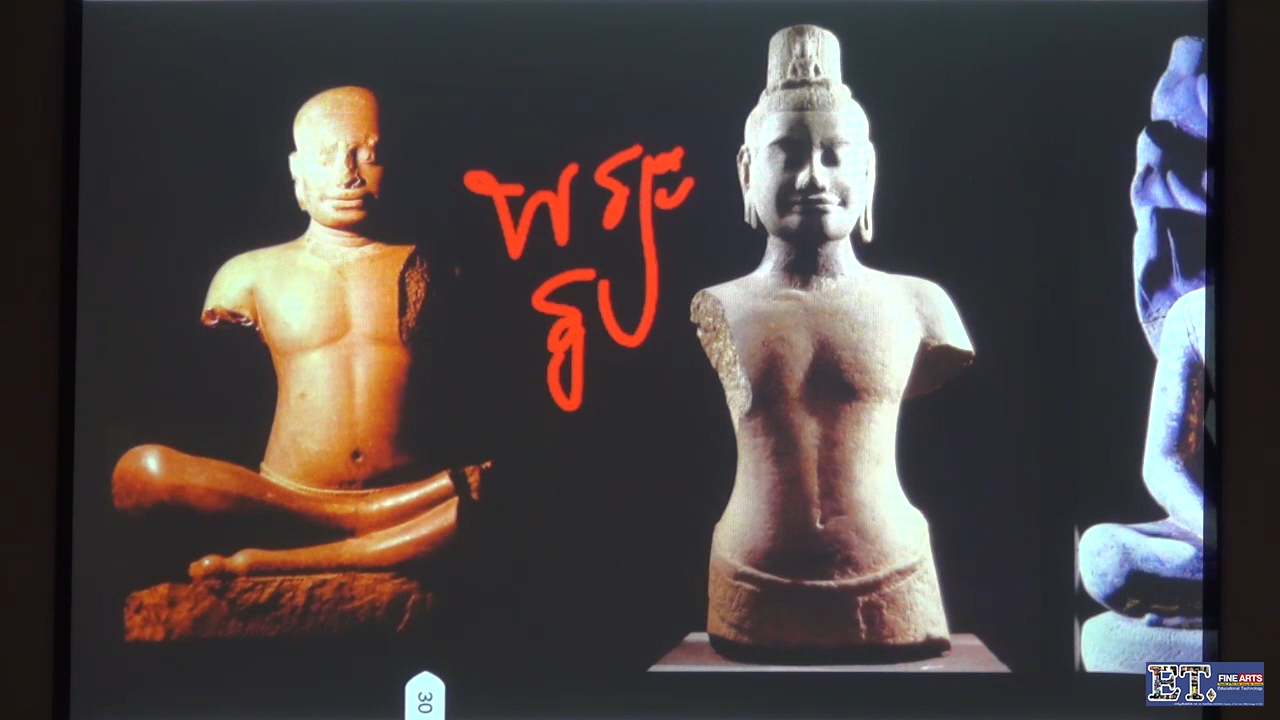 พระ
รูป
30
ET. FINE ARTS
Educational Technology